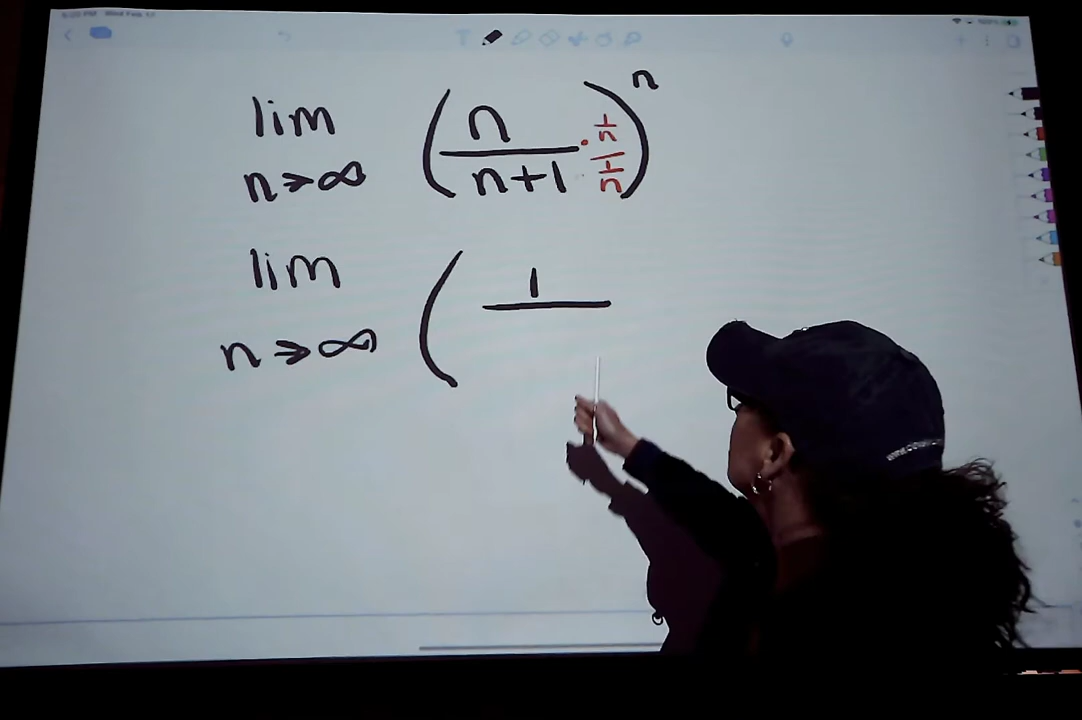 lim (n/(n+1) · (1/n)/(1/n))^n
n→∞
lim ( 1/
n→∞